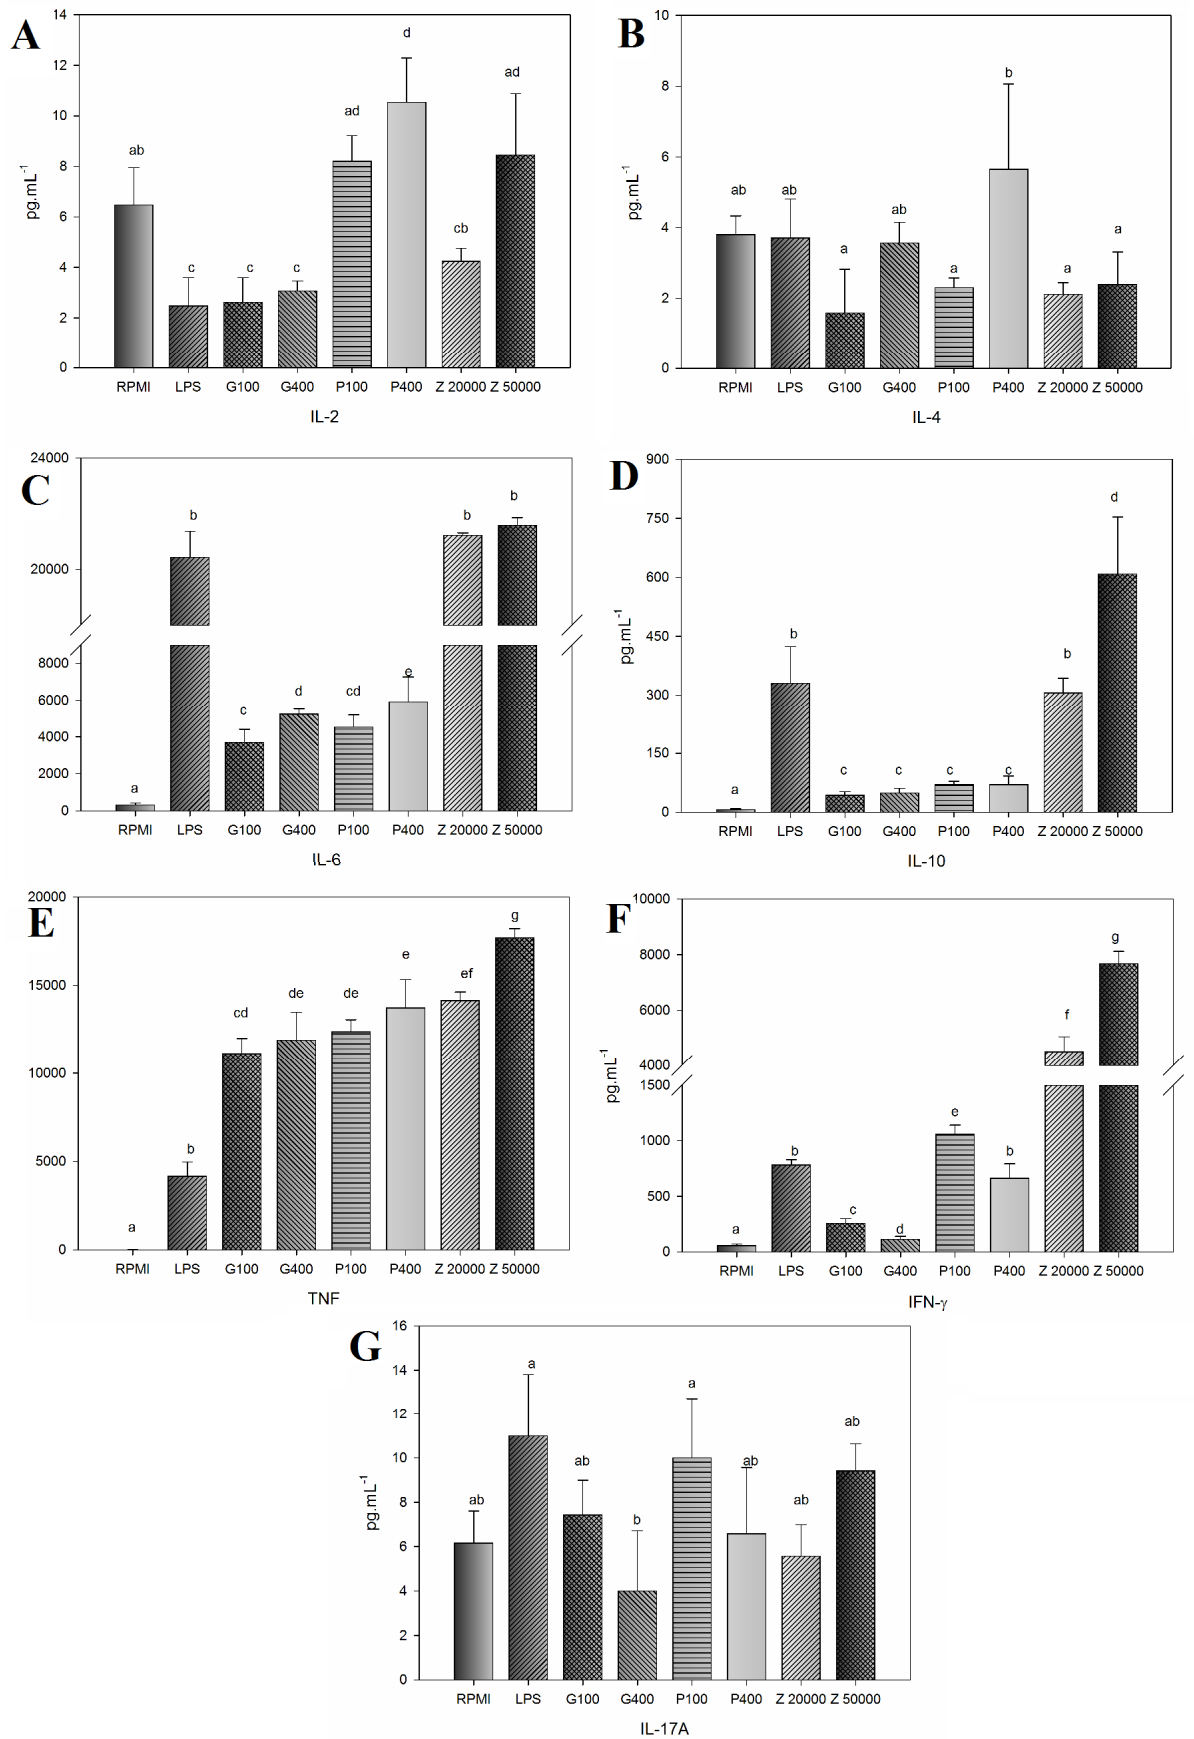 A
14
12
10
8
6
4
2
0
pg.mL-1
ab c c c ad d cb ad
RPMI LPS G100 G400 P100 P400 Z 20000 Z 50000
IL-2
B
10
8
6
4
2
0
pg.mL-1
ab ab a ab a b a a
RPMI LPS G100 G400 P100 P400 Z 20000 Z 50000
IL-4
C
24000
20000
8000
6000
4000
2000
0
a b c d cd e b b
RPMI LPS G100 G400 P100 P400 Z 20000 Z 50000
IL-6
D
900
750
600
450
300
150
0
pg.mL-1
a b c c c c b d
RPMI LPS G100 G400 P100 P400 Z 20000 Z 50000
IL-10
E
20000
15000
10000
5000
0
a b cd de de e ef g
RPMI LPS G100 G400 P100 P400 Z 20000 Z 50000
TNF
F
10000
8000
6000
4000
1500
1000
500
0
pg.mL-1
a b c d e b f g
RPMI LPS G100 G400 P100 P400 Z 20000 Z 50000
IFN-γ
G
16
14
12
10
8
6
4
2
0
pg.mL-1
ab a ab b a ab ab ab
RPMI LPS G100 G400 P100 P400 Z 20000 Z 50000
IL-17A